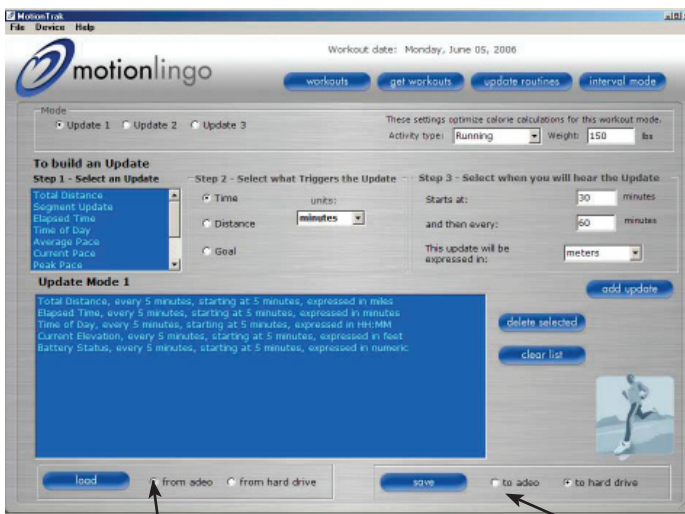 MotionTrak
File Device Help
Workout date: Monday, June 05, 2006
motionlingo
workouts get workouts update routines interval mode
Mode
Update 1 Update 2 Update 3
These settings optimize calorie calculations for this workout mode.
Activity type: Running Weight: 150 lbs
To build an Update
Step 1 - Select an Update Step 2 - Select what Triggers the Update Step 3 - Select when you will hear the Update
Total Distance
Segment Update
Elapsed Time
Time of Day
Average Pace
Current Pace
Peak Pace
Time units:
minutes
Distance
Goal
Starts at: 30 minutes
and then every: 60 minutes
This update will be
expressed in: meters
add update
Update Mode 1
Total Distance, every 5 minutes, starting at 5 minutes, expressed in miles
Elapsed Time, every 5 minutes, starting at 5 minutes, expressed in minutes
Time of Day, every 5 minutes, starting at 5 minutes, expressed in HH:MM
Current Elevation, every 5 minutes, starting at 5 minutes, expressed in feet
Battery Status, every 5 minutes, starting at 5 minutes, expressed in numeric
delete selected
clear list
load from adeo from hard drive
save to adeo to hard drive